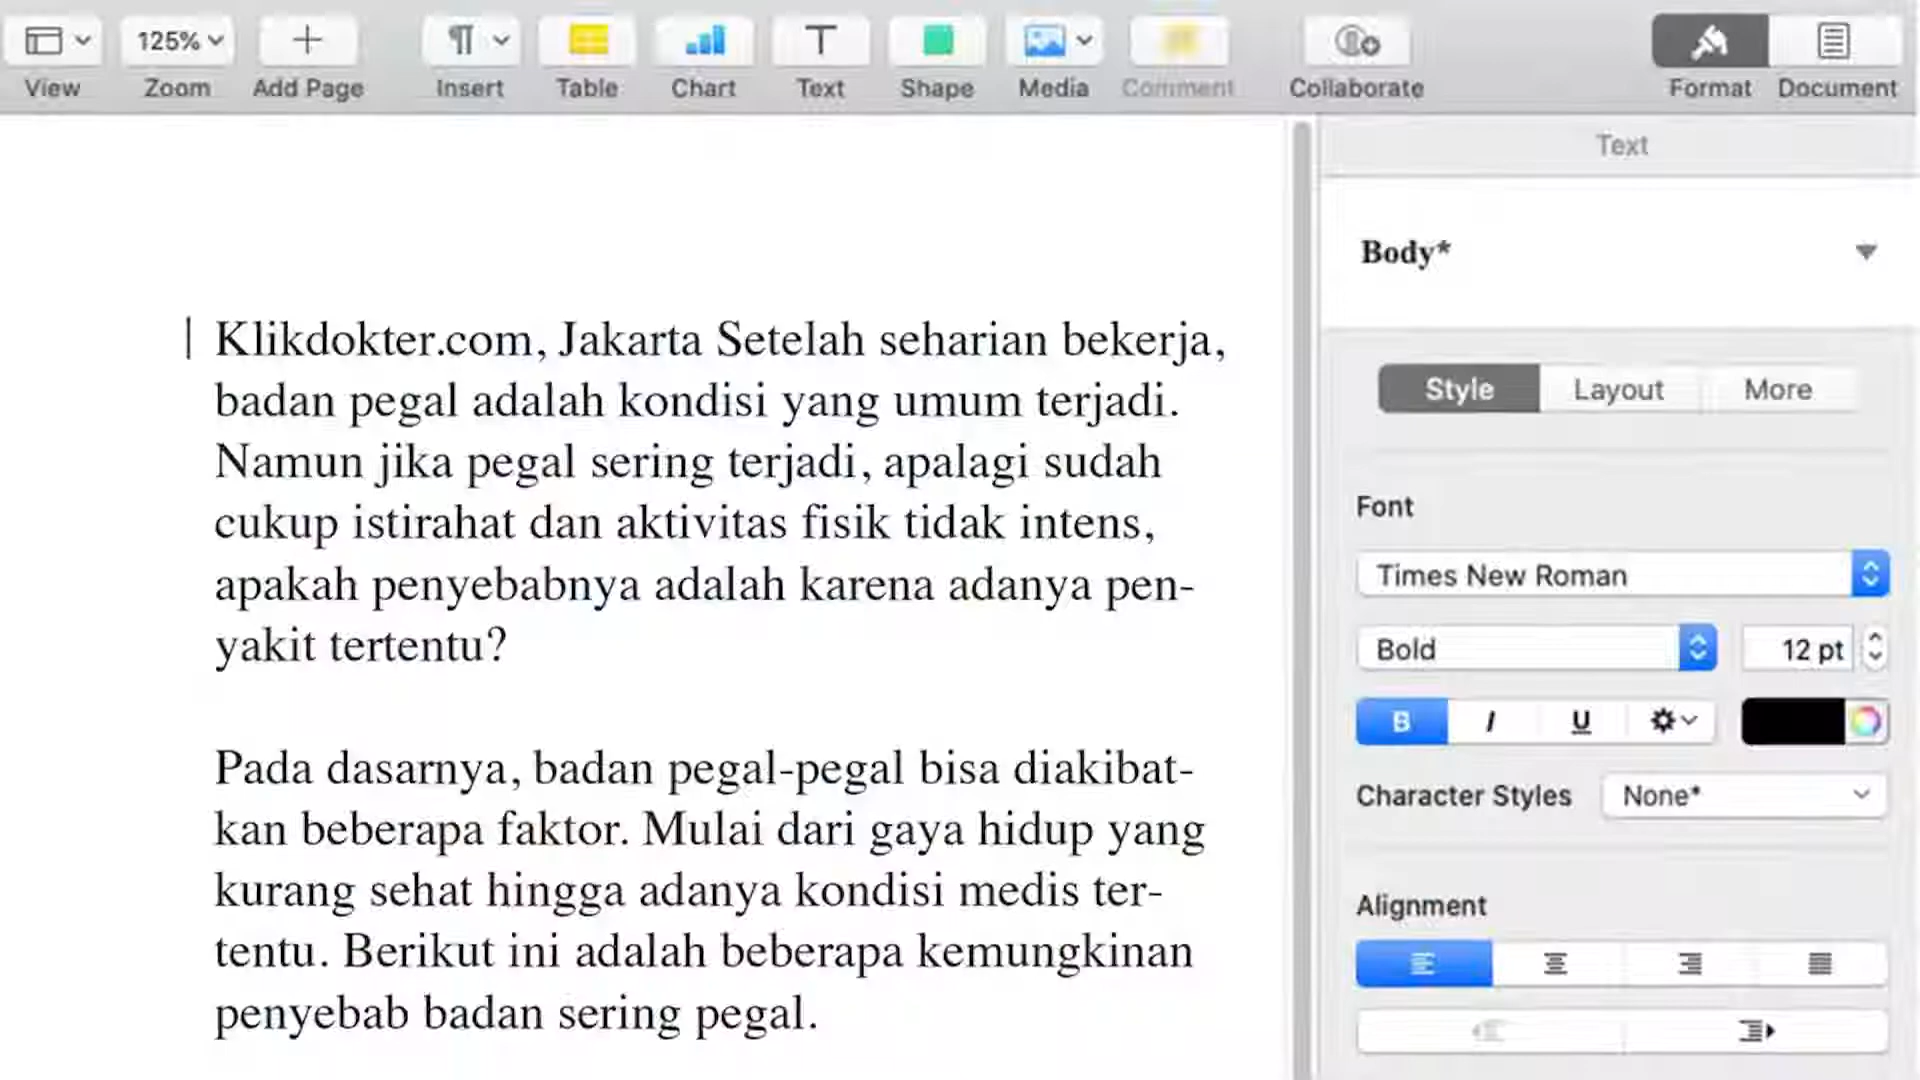 125%
View
Zoom
Add Page
Insert
Table
Chart
Text
Shape
Media
Comment
Collaborate
Format
Document
Text
Body*
Style
Layout
More
Font
Times New Roman
Bold
12 pt
B
I
U
Character Styles
None*
Alignment
Klikdokter.com, Jakarta Setelah seharian bekerja,
badan pegal adalah kondisi yang umum terjadi.
Namun jika pegal sering terjadi, apalagi sudah
cukup istirahat dan aktivitas fisik tidak intens,
apakah penyebabnya adalah karena adanya pen-
yakit tertentu?
Pada dasarnya, badan pegal-pegal bisa diakibat-
kan beberapa faktor. Mulai dari gaya hidup yang
kurang sehat hingga adanya kondisi medis ter-
tentu. Berikut ini adalah beberapa kemungkinan
penyebab badan sering pegal.